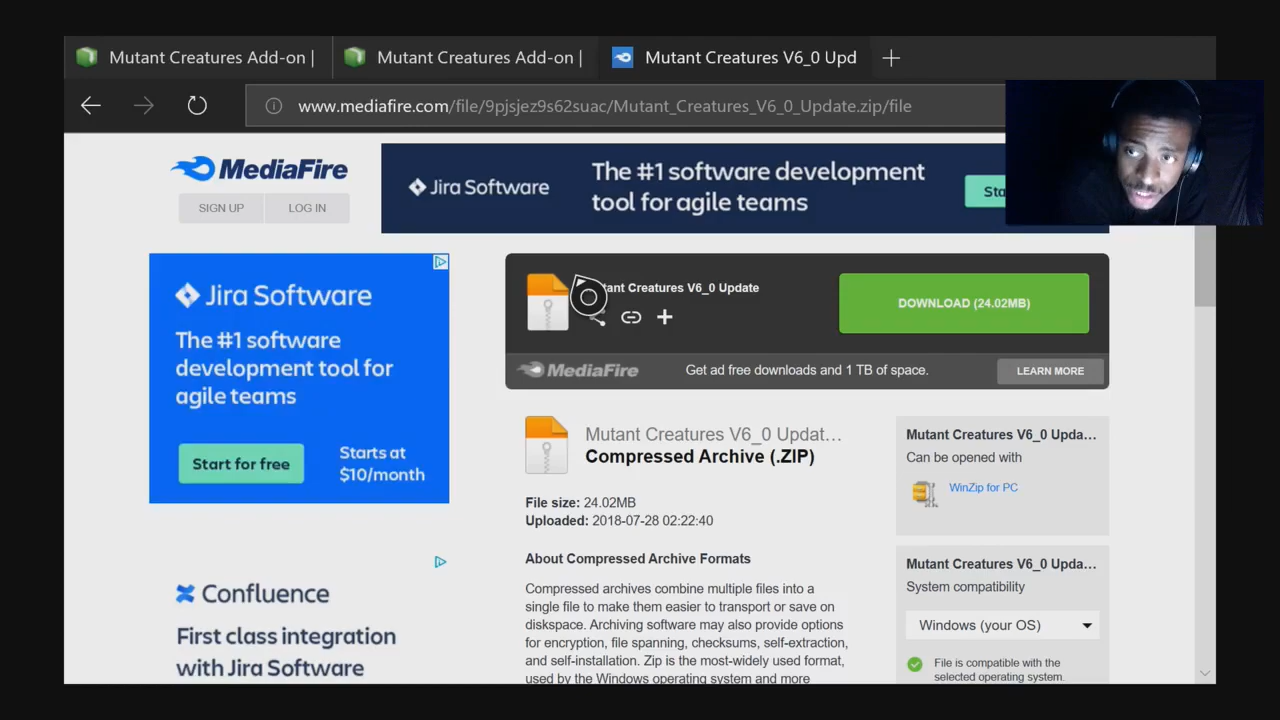 Mutant Creatures Add-on |
Mutant Creatures Add-on |
Mutant Creatures V6_0 Upd
www.mediafire.com/file/9pjsjez9s62suac/Mutant_Creatures_V6_0_Update.zip/file
MediaFire
SIGN UP
LOG IN
Jira Software
The #1 software development
tool for agile teams
Jira Software
The #1 software
development tool for
agile teams
Start for free
Starts at
$10/month
Creatures V6_0 Update
DOWNLOAD (24.02MB)
MediaFire
Get ad free downloads and 1 TB of space.
LEARN MORE
Mutant Creatures V6_0 Updat...
Compressed Archive (.ZIP)
File size: 24.02MB
Uploaded: 2018-07-28 02:22:40
About Compressed Archive Formats
Compressed archives combine multiple files into a
single file to make them easier to transport or save on
diskspace. Archiving software may also provide options
for encryption, file spanning, checksums, self-extraction,
and self-installation. Zip is the most-widely used format,
used by the Windows operating system and more
Mutant Creatures V6_0 Upda...
Can be opened with
WinZip for PC
Mutant Creatures V6_0 Upda...
System compatibility
Windows (your OS)
File is compatible with the
selected operating system.
Confluence
First class integration
with Jira Software